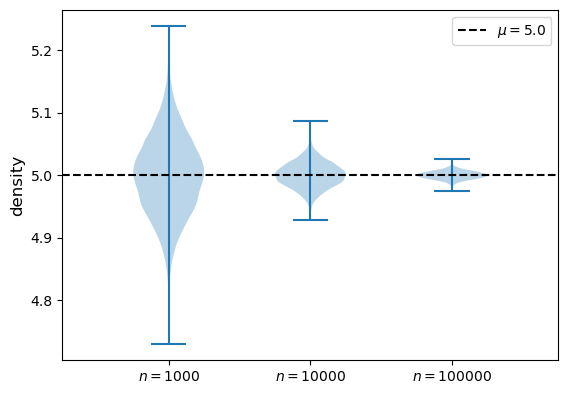 μ = 5.0
5.2
5.1
5.0
4.9
4.8
density
n = 1000
n = 10000
n = 100000